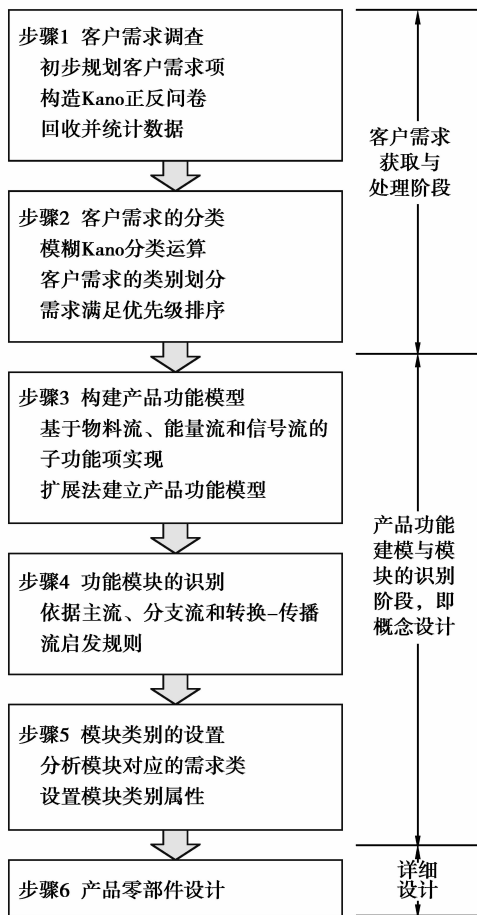 步骤1 客户需求调查
初步规划客户需求项
构造Kano正反问卷
回收并统计数据
客户需求
获取与
处理阶段
步骤2 客户需求的分类
模糊Kano分类运算
客户需求的类别划分
需求满足优先级排序
步骤3 构建产品功能模型
基于物料流、能量流和信号流的
子功能项实现
扩展法建立产品功能模型
产品功能
建模与模
块的识别
阶段，即
概念设计
步骤4 功能模块的识别
依据主流、分支流和转换-传播
流启发规则
步骤5 模块类别的设置
分析模块对应的需求类
设置模块类别属性
步骤6 产品零部件设计
详细
设计